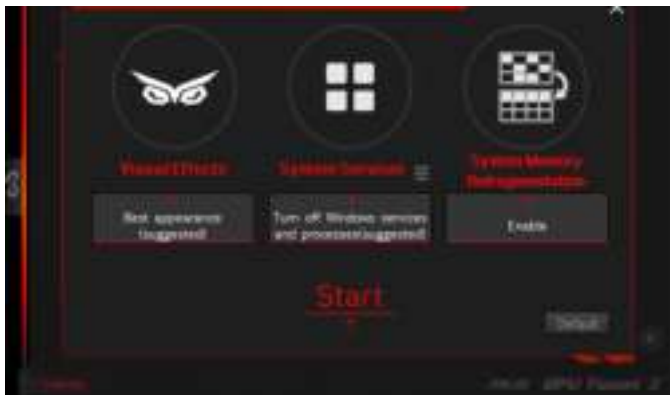 Visual Effects
System Services
System Memory
Defragmentation
Best appearance
(suggested)
Turn off Windows services
and processes(suggested)
Enable
Start
Default